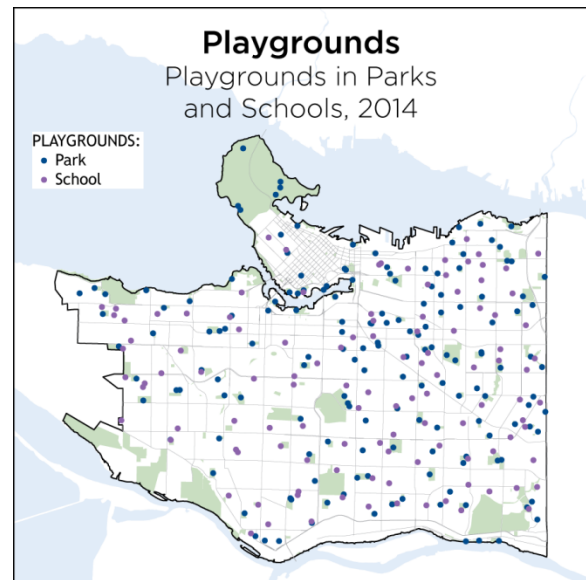 Playgrounds
Playgrounds in Parks
and Schools, 2014
PLAYGROUNDS:
Park
School